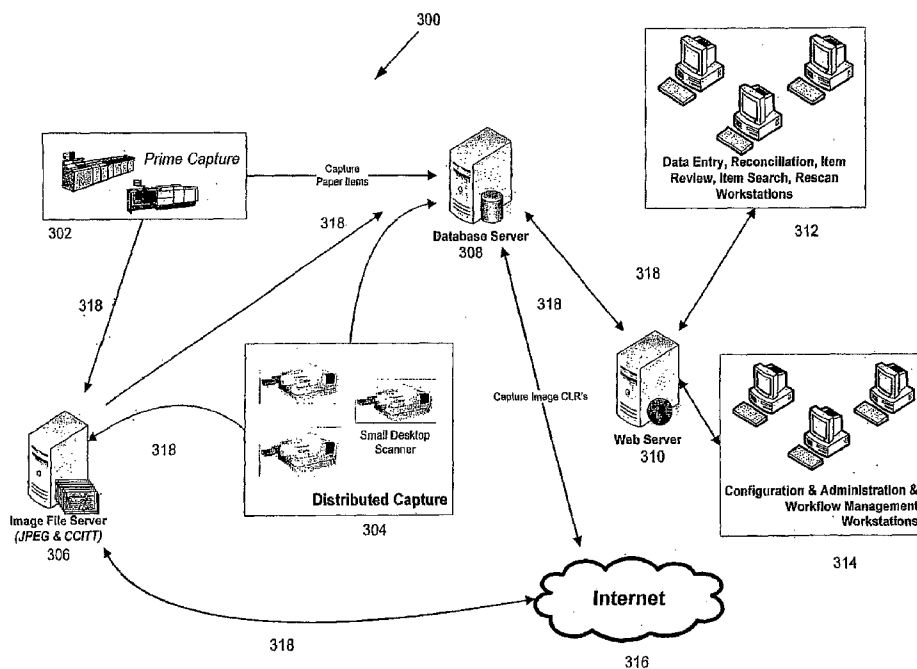 300
Prime Capture
302
Capture
Paper Items
318
Database Server
308
Data Entry, Reconciliation, Item
Review, Item Search, Rescan
Workstations
312
318
318
318
Capture Image CLR's
Web Server
310
Small Desktop
Scanner
Distributed Capture
304
318
Image File Server
(JPEG & CCITT)
306
Configuration & Administration &
Workflow Management
Workstations
314
Internet
316
318